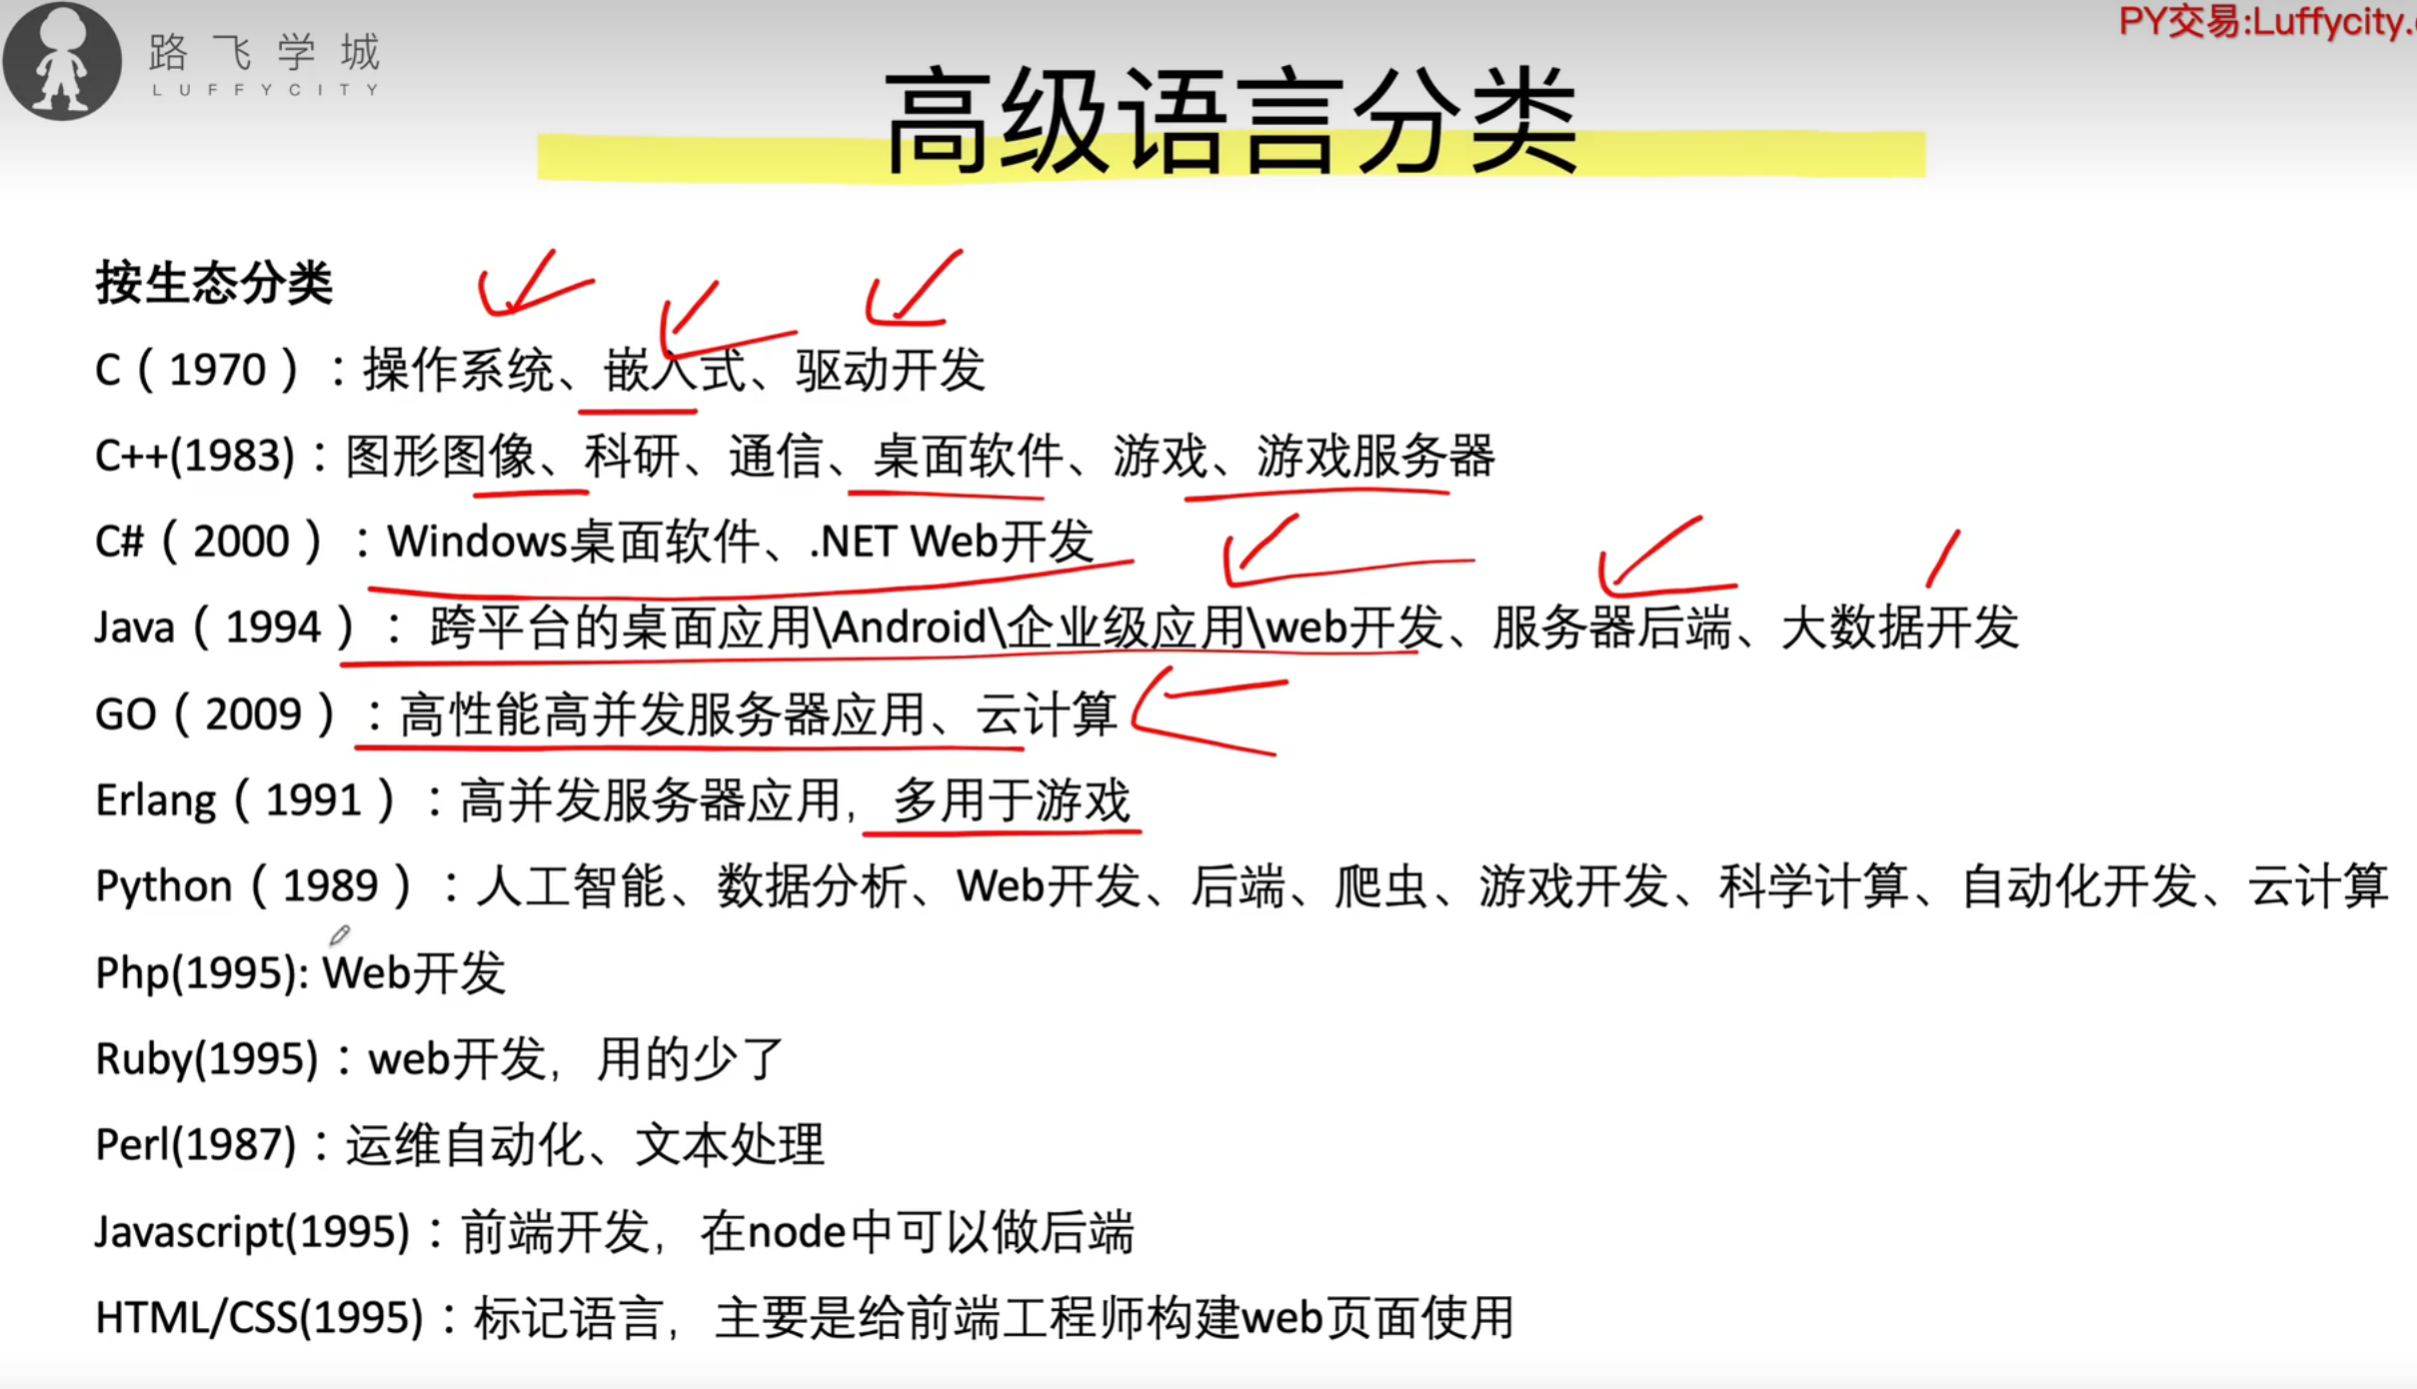 路飞学城
LUFFYCITY
PY交易:Luffycity.
高级语言分类
按生态分类
C（1970）：操作系统、嵌入式、驱动开发
C++(1983)：图形图像、科研、通信、桌面软件、游戏、游戏服务器
C#（2000）：Windows桌面软件、.NET Web开发
Java（1994）： 跨平台的桌面应用\Android\企业级应用\web开发、服务器后端、大数据开发
GO（2009）：高性能高并发服务器应用、云计算
Erlang（1991）：高并发服务器应用, 多用于游戏
Python（1989）：人工智能、数据分析、Web开发、后端、爬虫、游戏开发、科学计算、自动化开发、云计算
Php(1995): Web开发
Ruby(1995)：web开发, 用的少了
Perl(1987)：运维自动化、文本处理
Javascript(1995)：前端开发, 在node中可以做后端
HTML/CSS(1995)：标记语言, 主要是给前端工程师构建web页面使用